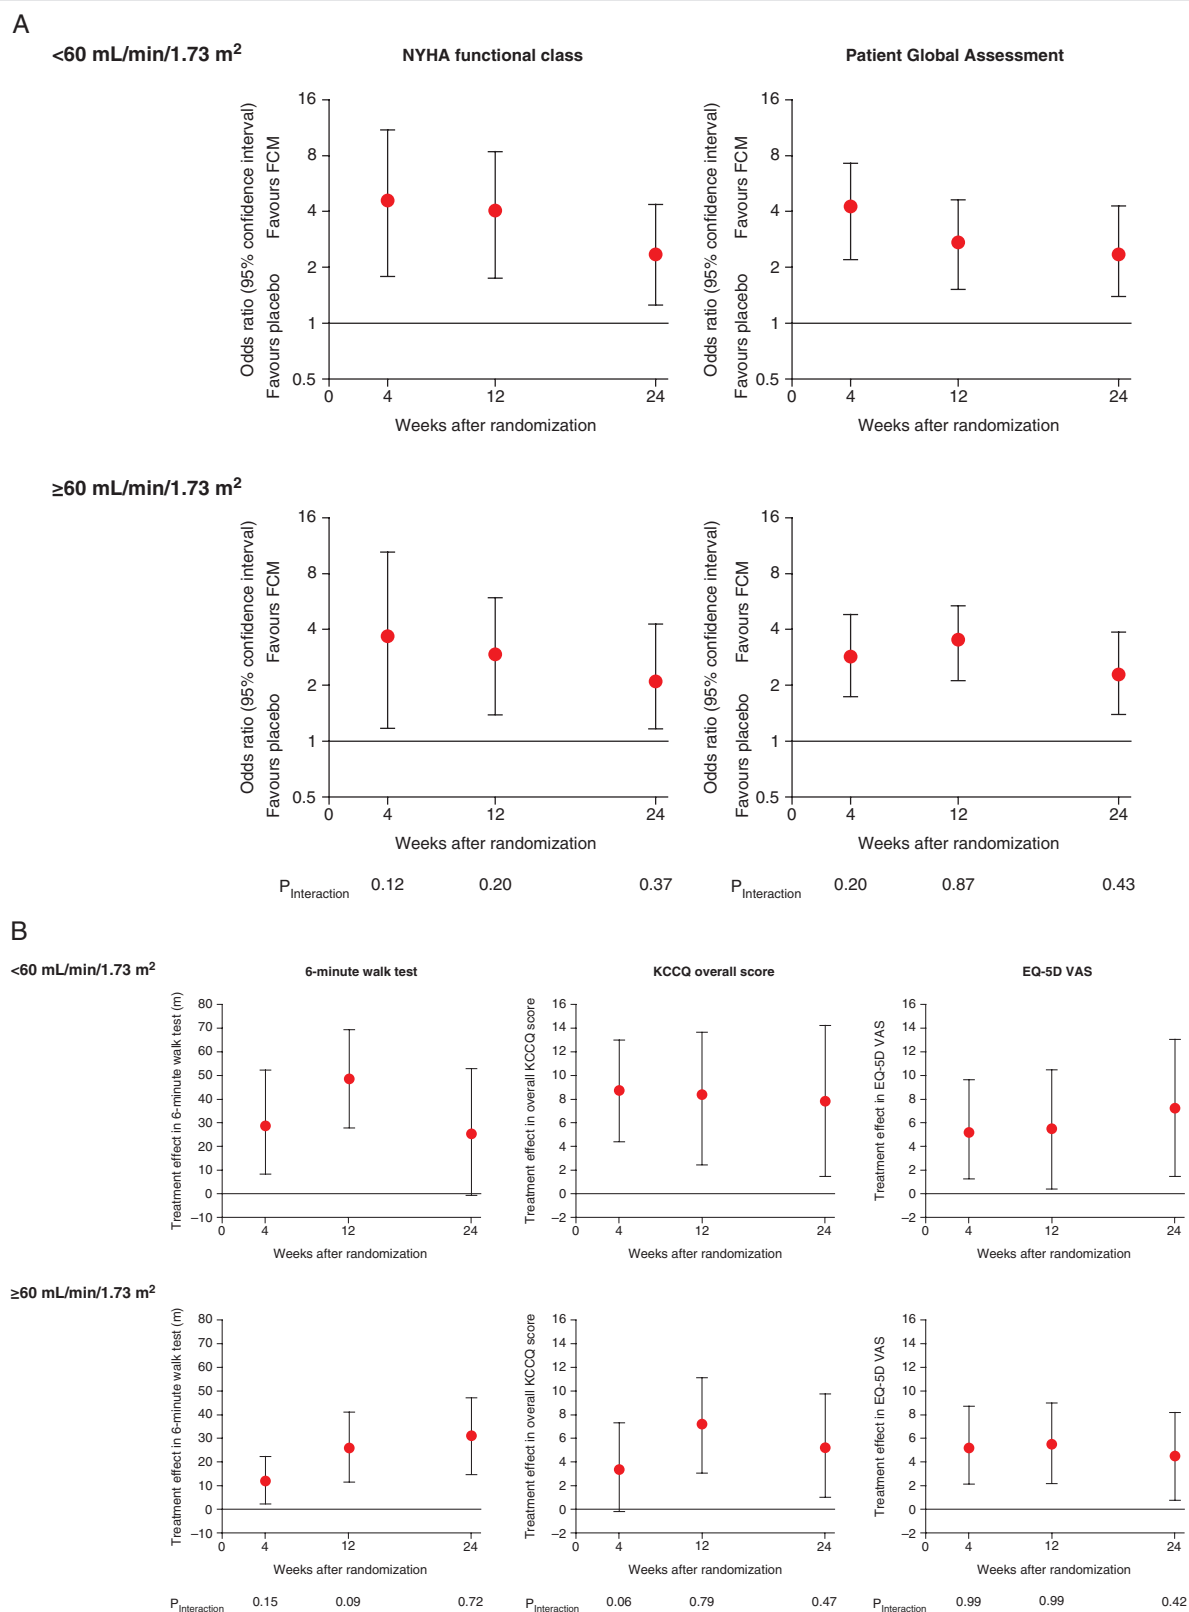 A
<60 mL/min/1.73 m²
NYHA functional class
Patient Global Assessment
Odds ratio (95% confidence interval)
Favours placebo
Favours FCM
16
8
4
2
1
0.5
0
4
12
24
Weeks after randomization
Odds ratio (95% confidence interval)
Favours placebo
Favours FCM
16
8
4
2
1
0.5
0
4
12
24
Weeks after randomization
≥60 mL/min/1.73 m²
Odds ratio (95% confidence interval)
Favours placebo
Favours FCM
16
8
4
2
1
0.5
0
4
12
24
Weeks after randomization
Odds ratio (95% confidence interval)
Favours placebo
Favours FCM
16
8
4
2
1
0.5
0
4
12
24
Weeks after randomization
PInteraction 0.12 0.20 0.37
PInteraction 0.20 0.87 0.43
B
<60 mL/min/1.73 m²
6-minute walk test
KCCQ overall score
EQ-5D VAS
Treatment effect in 6-minute walk test (m)
80
70
60
50
40
30
20
10
0
–10
0
4
12
24
Weeks after randomization
Treatment effect in overall KCCQ score
16
14
12
10
8
6
4
2
0
–2
0
4
12
24
Weeks after randomization
Treatment effect in EQ-5D VAS
16
14
12
10
8
6
4
2
0
–2
0
4
12
24
Weeks after randomization
≥60 mL/min/1.73 m²
Treatment effect in 6-minute walk test (m)
80
70
60
50
40
30
20
10
0
–10
0
4
12
24
Weeks after randomization
Treatment effect in overall KCCQ score
16
14
12
10
8
6
4
2
0
–2
0
4
12
24
Weeks after randomization
Treatment effect in EQ-5D VAS
16
14
12
10
8
6
4
2
0
–2
0
4
12
24
Weeks after randomization
PInteraction 0.15 0.09 0.72
PInteraction 0.06 0.79 0.47
PInteraction 0.99 0.99 0.42